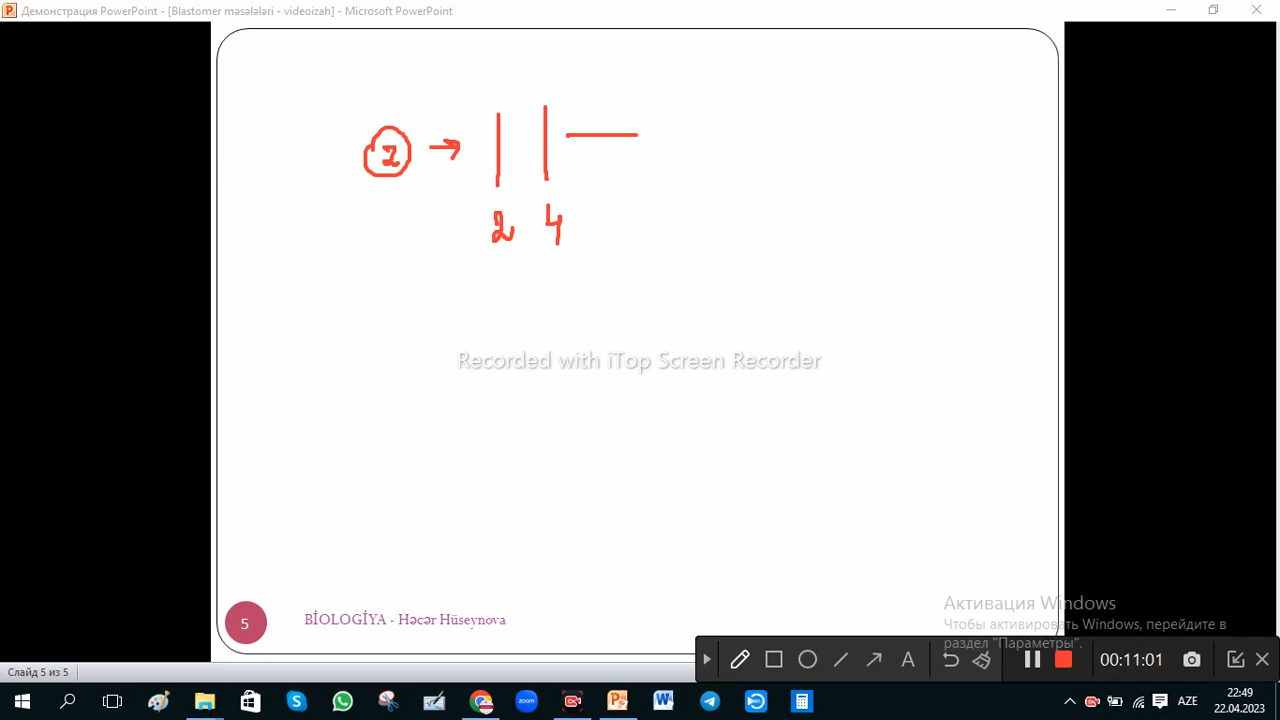 Демонстрация PowerPoint - [Blastomer məsələləri - videoizah] - Microsoft PowerPoint
z →
2 4
Recorded with iTop Screen Recorder
5 BİOLOGİYA - Həcər Hüseynova
Активация Windows
Чтобы активировать Windows, перейдите в
раздел "Параметры".
A 00:11:01
Слайд 5 из 5
zoom
AZE
22:49
22.04.2023